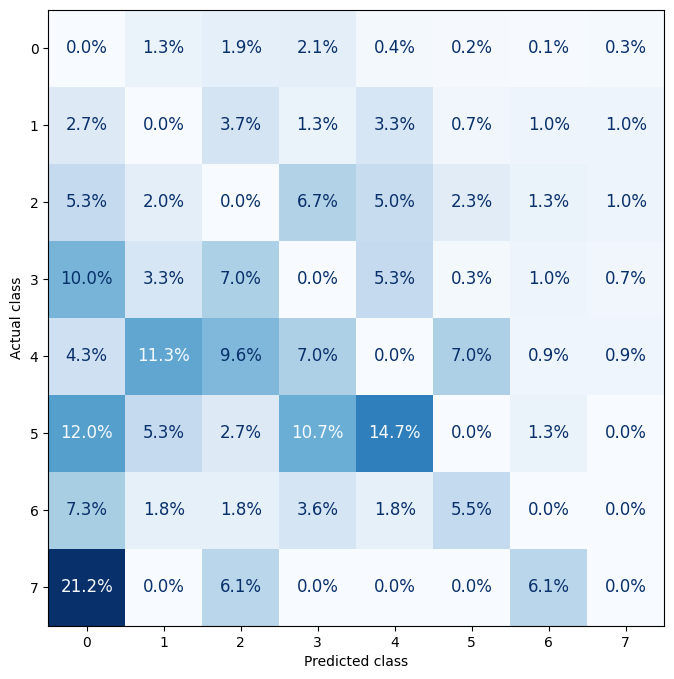 0 0.0% 1.3% 1.9% 2.1% 0.4% 0.2% 0.1% 0.3%
1 2.7% 0.0% 3.7% 1.3% 3.3% 0.7% 1.0% 1.0%
2 5.3% 2.0% 0.0% 6.7% 5.0% 2.3% 1.3% 1.0%
3 10.0% 3.3% 7.0% 0.0% 5.3% 0.3% 1.0% 0.7%
Actual class
4 4.3% 11.3% 9.6% 7.0% 0.0% 7.0% 0.9% 0.9%
5 12.0% 5.3% 2.7% 10.7% 14.7% 0.0% 1.3% 0.0%
6 7.3% 1.8% 1.8% 3.6% 1.8% 5.5% 0.0% 0.0%
7 21.2% 0.0% 6.1% 0.0% 0.0% 0.0% 6.1% 0.0%
0 1 2 3 4 5 6 7
Predicted class